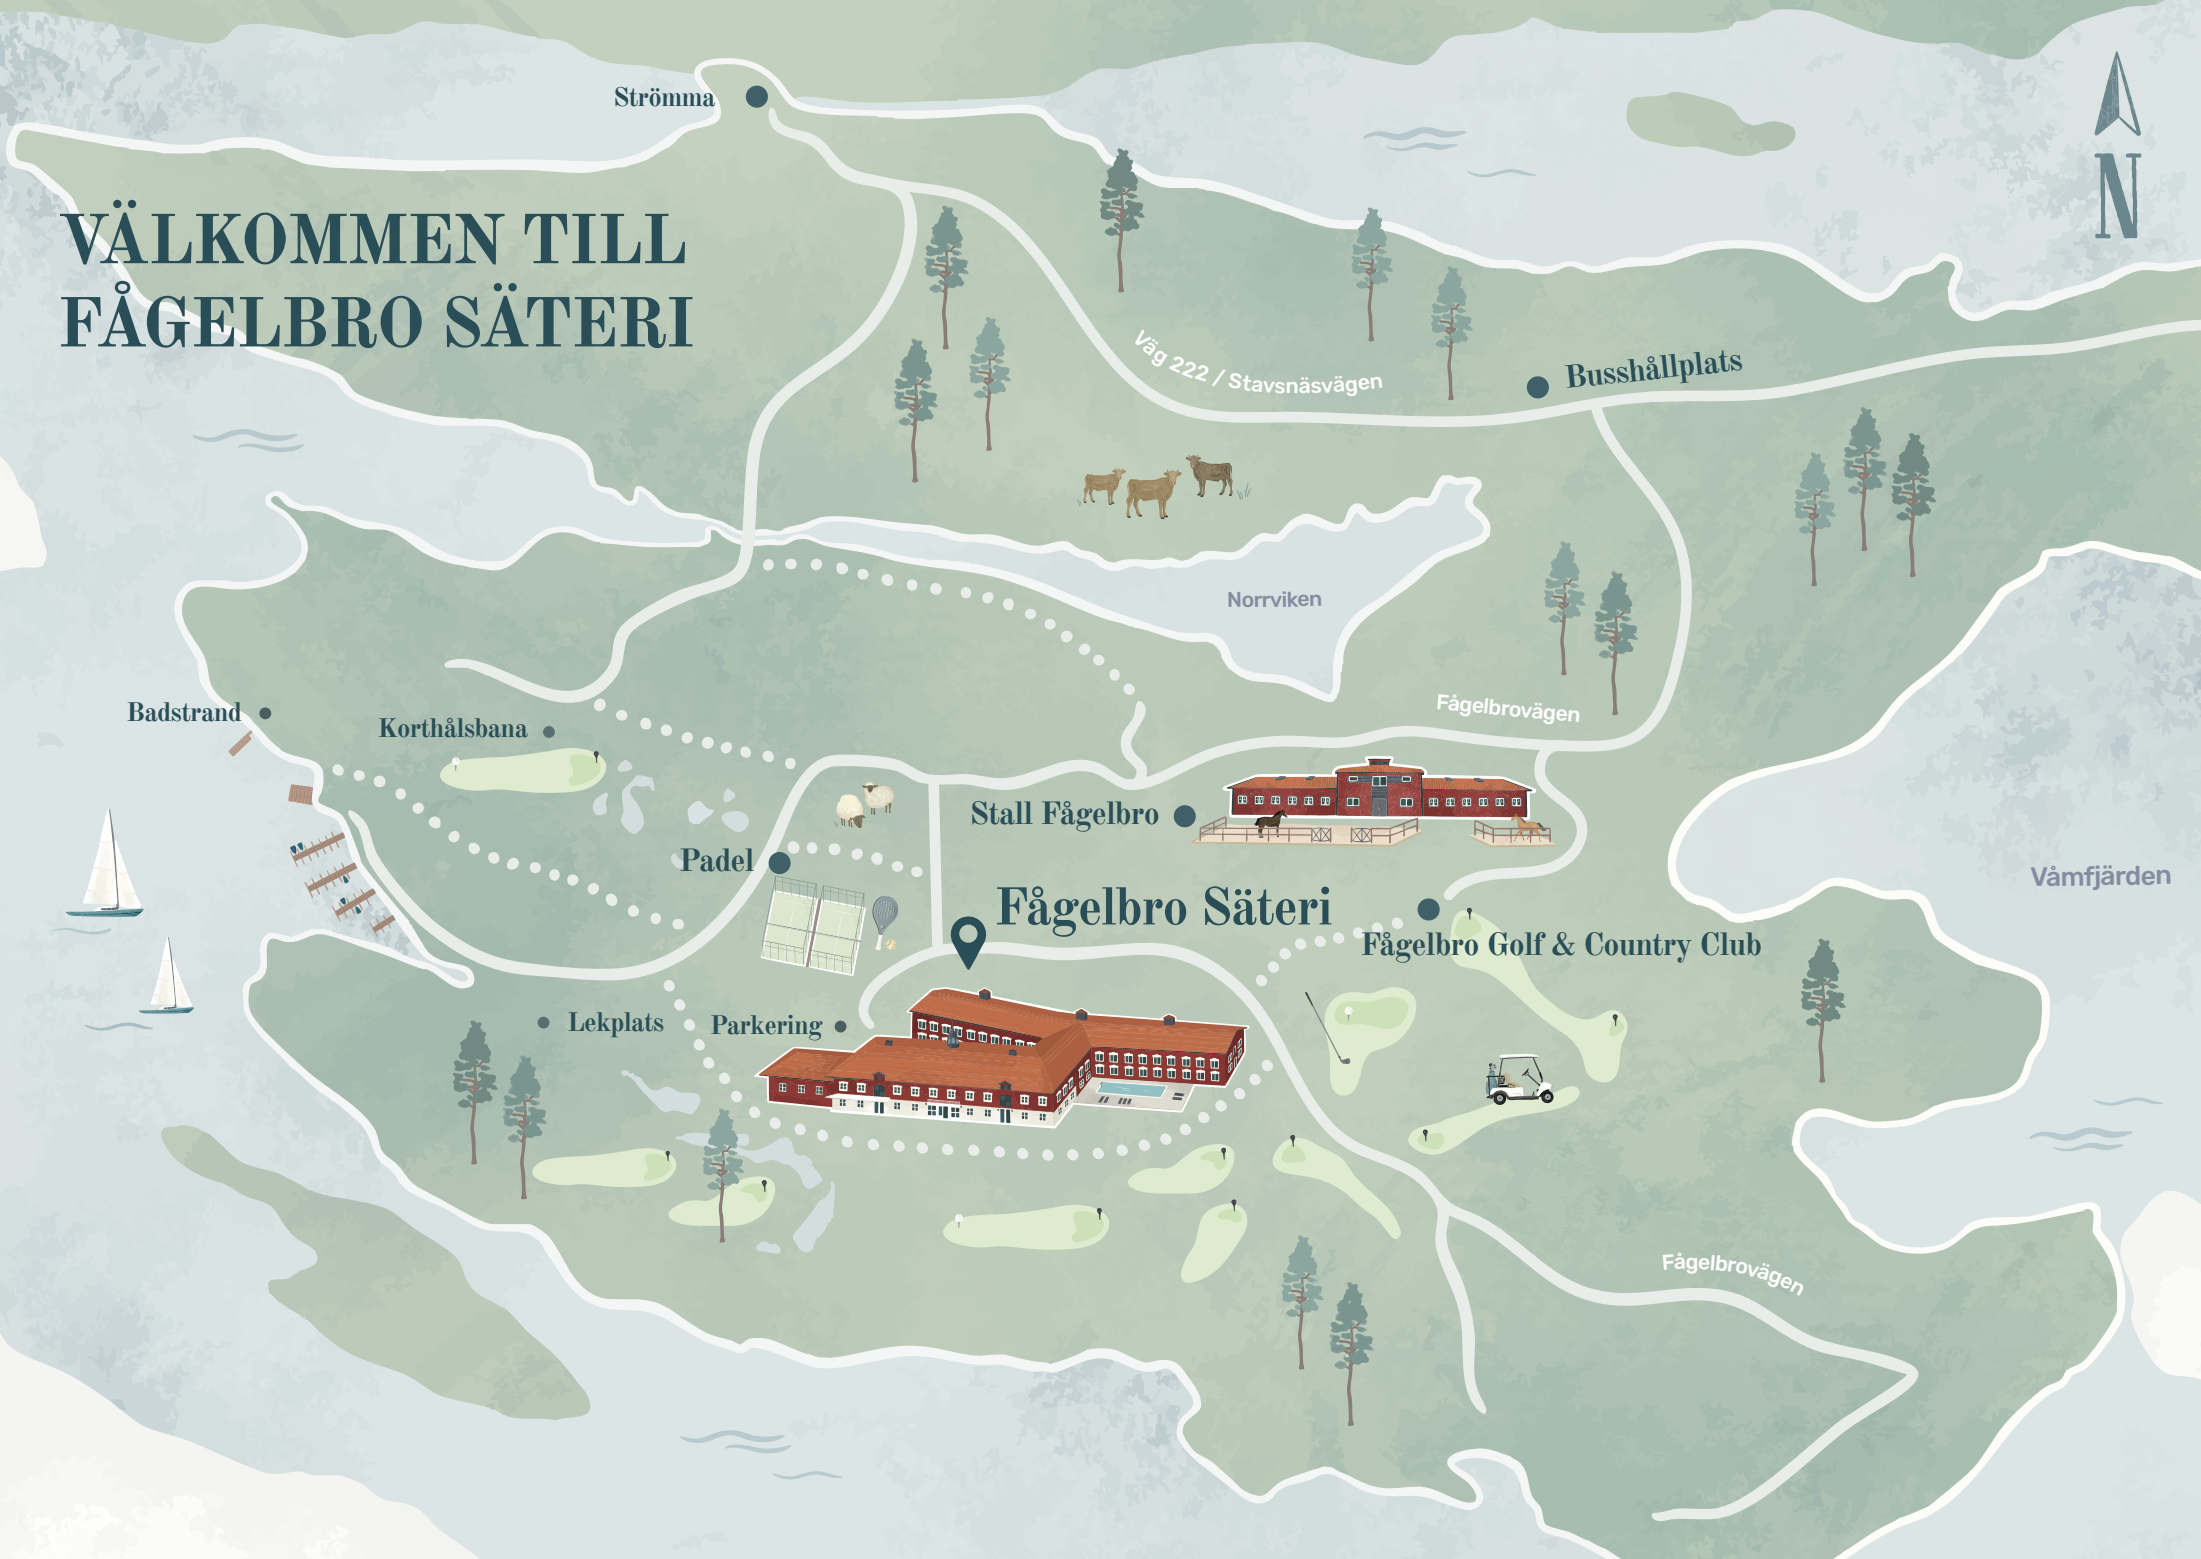 Strömma
N
VÄLKOMMEN TILL
FÅGELBRO SÄTERI
Väg 222 / Stavsnäsvägen
Busshållplats
Norrviken
Fågelbrovägen
Badstrand
Korthålsbana
Stall Fågelbro
Padel
Våmfjärden
Fågelbro Säteri
Fågelbro Golf & Country Club
Lekplats
Parkering
Fågelbrovägen